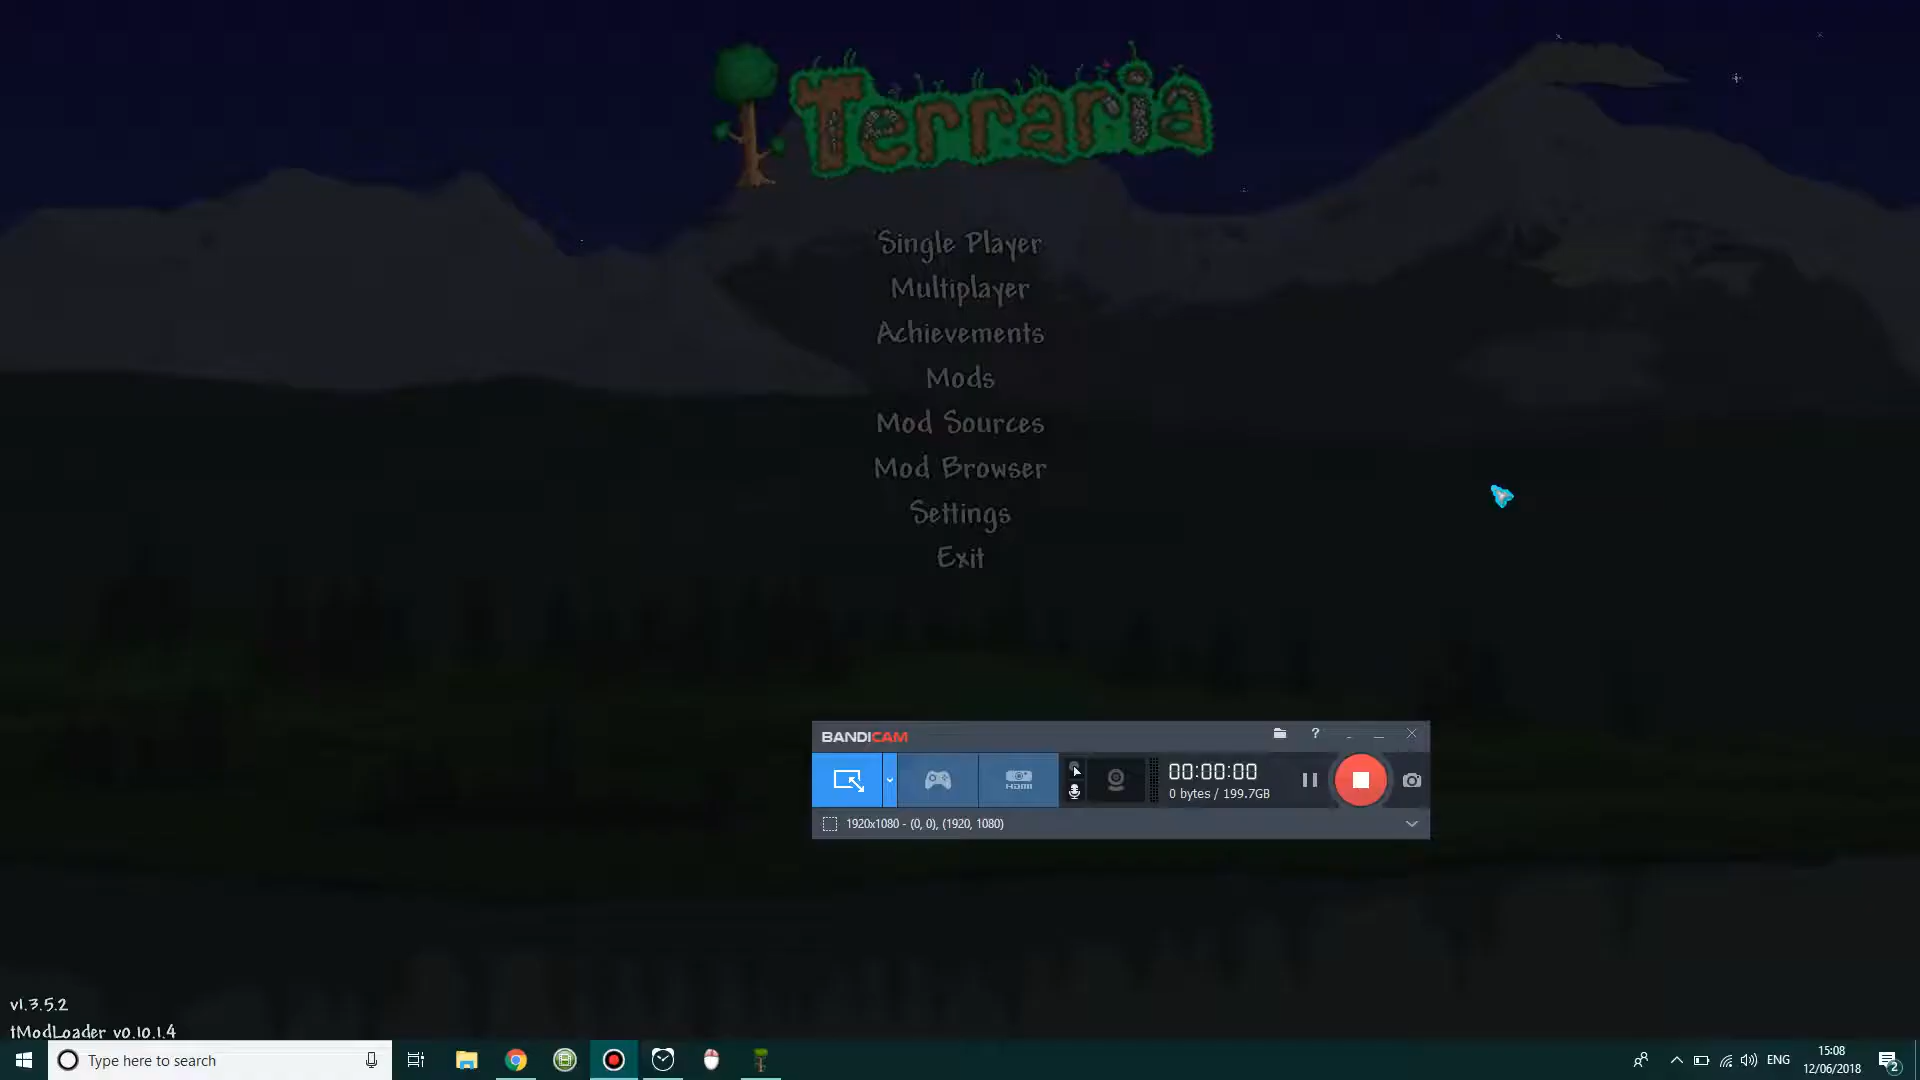 Terraria
Single Player
Multiplayer
Achievements
Mods
Mod Sources
Mod Browser
Settings
Exit
BANDICAM
?
HDMI
00:00:00
0 bytes / 199.7GB
1920x1080 - (0, 0), (1920, 1080)
v1.3.5.2
tModLoader v0.10.1.4
Type here to search
ENG
15:08
12/06/2018
2